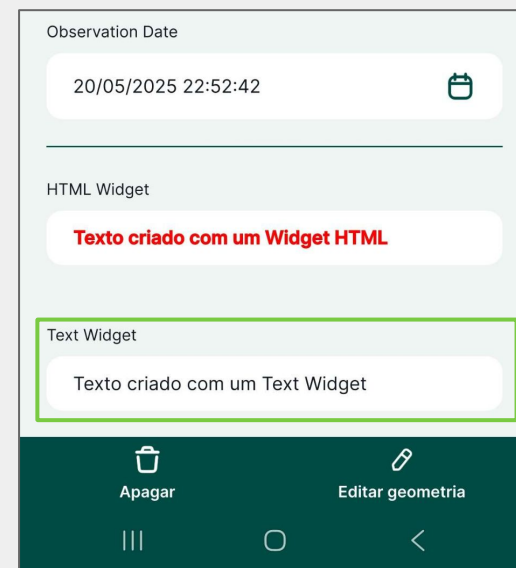 Observation Date
20/05/2025 22:52:42
HTML Widget
Texto criado com um Widget HTML
Text Widget
Texto criado com um Text Widget
Apagar
Editar geometria